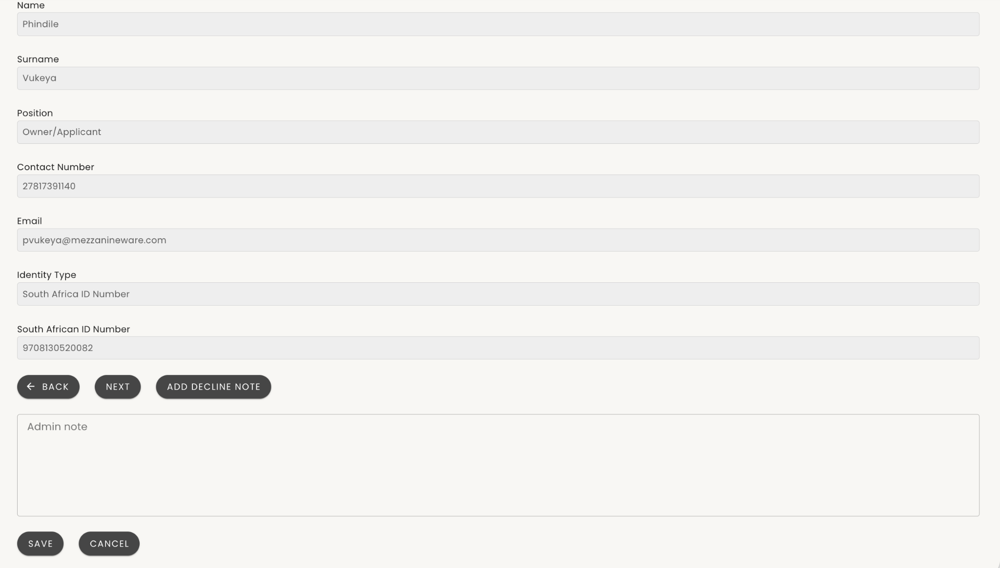 Name
Phindile
Surname
Vukeya
Position
Owner/Applicant
Contact Number
27817391140
Email
pvukeya@mezzanineware.com
Identity Type
South Africa ID Number
South African ID Number
9708130520082
BACK NEXT ADD DECLINE NOTE
Admin note
SAVE CANCEL